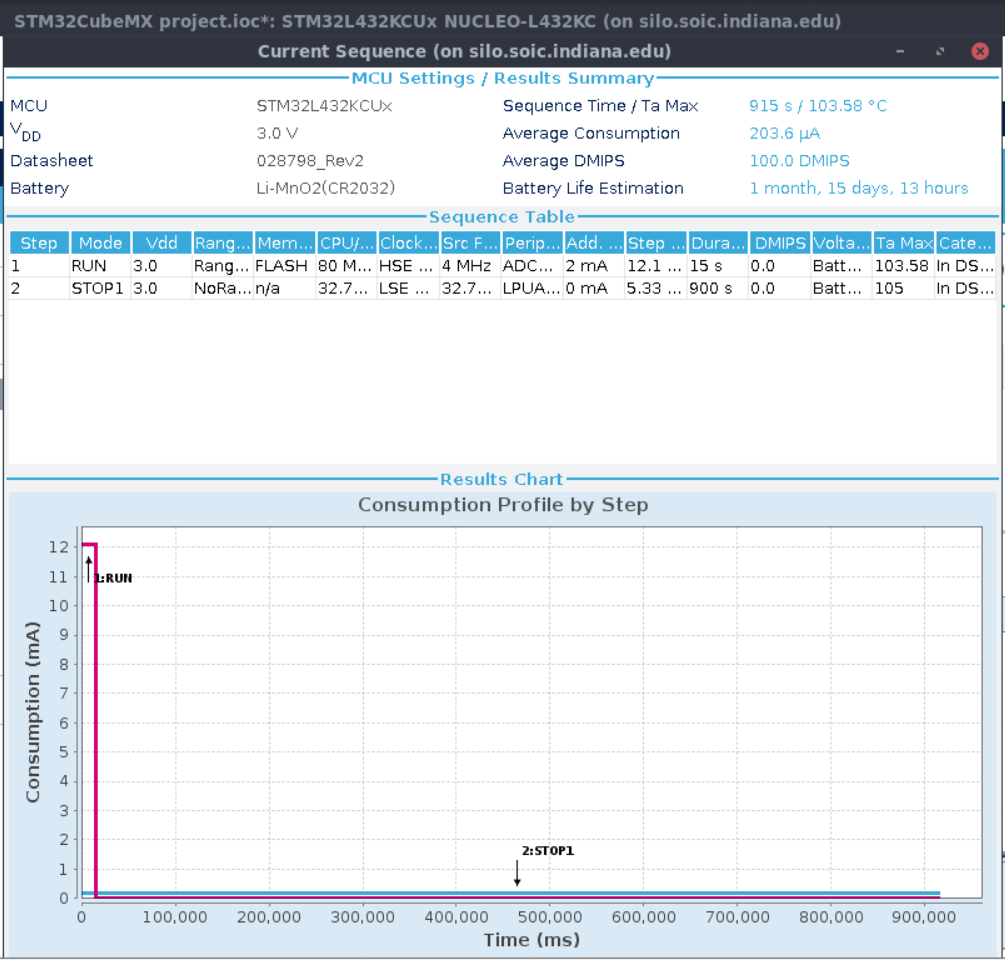 STM32CubeMX project.ioc*: STM32L432KCUx NUCLEO-L432KC (on silo.soic.indiana.edu)
Current Sequence (on silo.soic.indiana.edu)
MCU Settings / Results Summary
MCU STM32L432KCUx Sequence Time / Ta Max 915 s / 103.58 °C
VDD 3.0 V Average Consumption 203.6 µA
Datasheet 028798_Rev2 Average DMIPS 100.0 DMIPS
Battery Li-MnO2(CR2032) Battery Life Estimation 1 month, 15 days, 13 hours
Sequence Table
Step Mode Vdd Rang... Mem... CPU/... Clock... Src F... Perip... Add. ... Step ... Dura... DMIPS Volta... Ta Max Cate...
1 RUN 3.0 Rang... FLASH 80 M... HSE ... 4 MHz ADC... 2 mA 12.1 ... 15 s 0.0 Batt... 103.58 In DS...
2 STOP1 3.0 NoRa... n/a 32.7... LSE ... 32.7... LPUA... 0 mA 5.33 ... 900 s 0.0 Batt... 105 In DS...
Results Chart
Consumption Profile by Step
Consumption (mA)
12
11
10
9
8
7
6
5
4
3
2
1
0
1:RUN
2:STOP1
0 100,000 200,000 300,000 400,000 500,000 600,000 700,000 800,000 900,000
Time (ms)